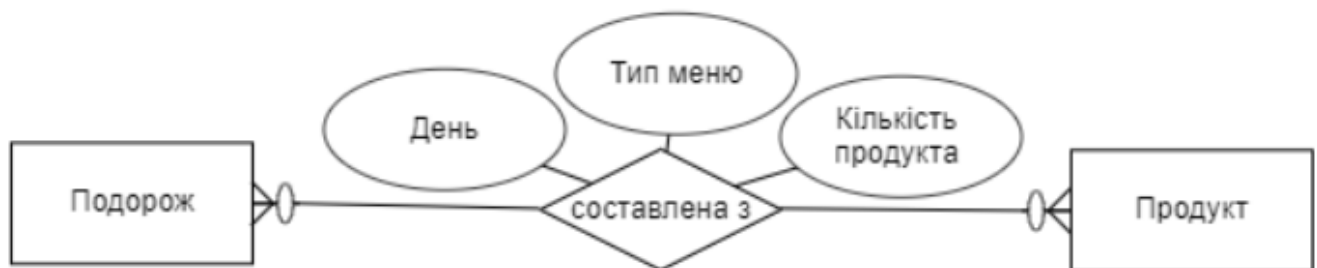 Тип меню
День
Кількість
продукта
Подорож
составлена з
Продукт